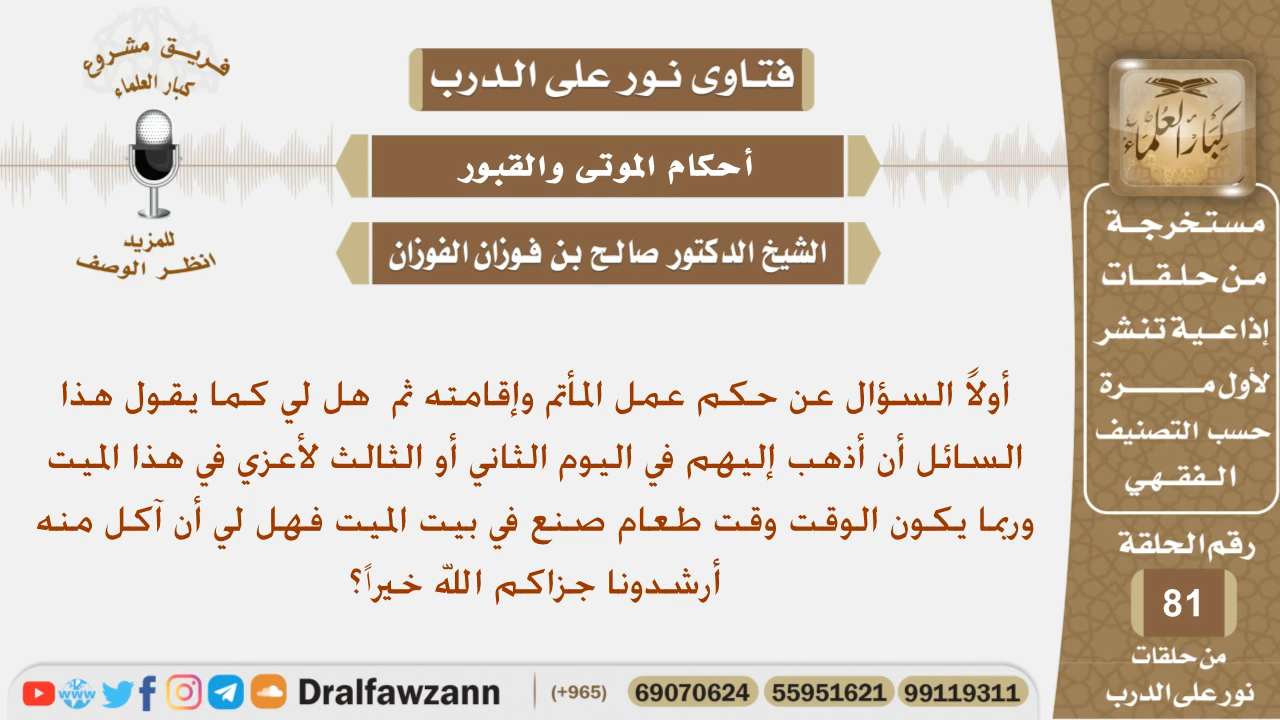 فريق مشروع
كبار العلماء
للمزيد
انظر الوصف
فتاوى نور على الدرب
أحكام الموتى والقبور
الشيخ الدكتور صالح بن فوزان الفوزان
أولاً السؤال عن حكم عمل المأتم وإقامته ثم هل لي كما يقول هذا
السائل أن أذهب إليهم في اليوم الثاني أو الثالث لأعزي في هذا الميت
وربما يكون الوقت وقت طعام صنع في بيت الميت فهل لي أن آكل منه
أرشدونا جزاكم الله خيراً؟
كبار العلماء
مستخرجة
من حلقات
إذاعية تنشر
لأول مرة
حسب التصنيف
الفقهي
رقم الحلقة
81
من حلقات
نور على الدرب
www Dralfawzann (+965) 69070624 55951621 99119311